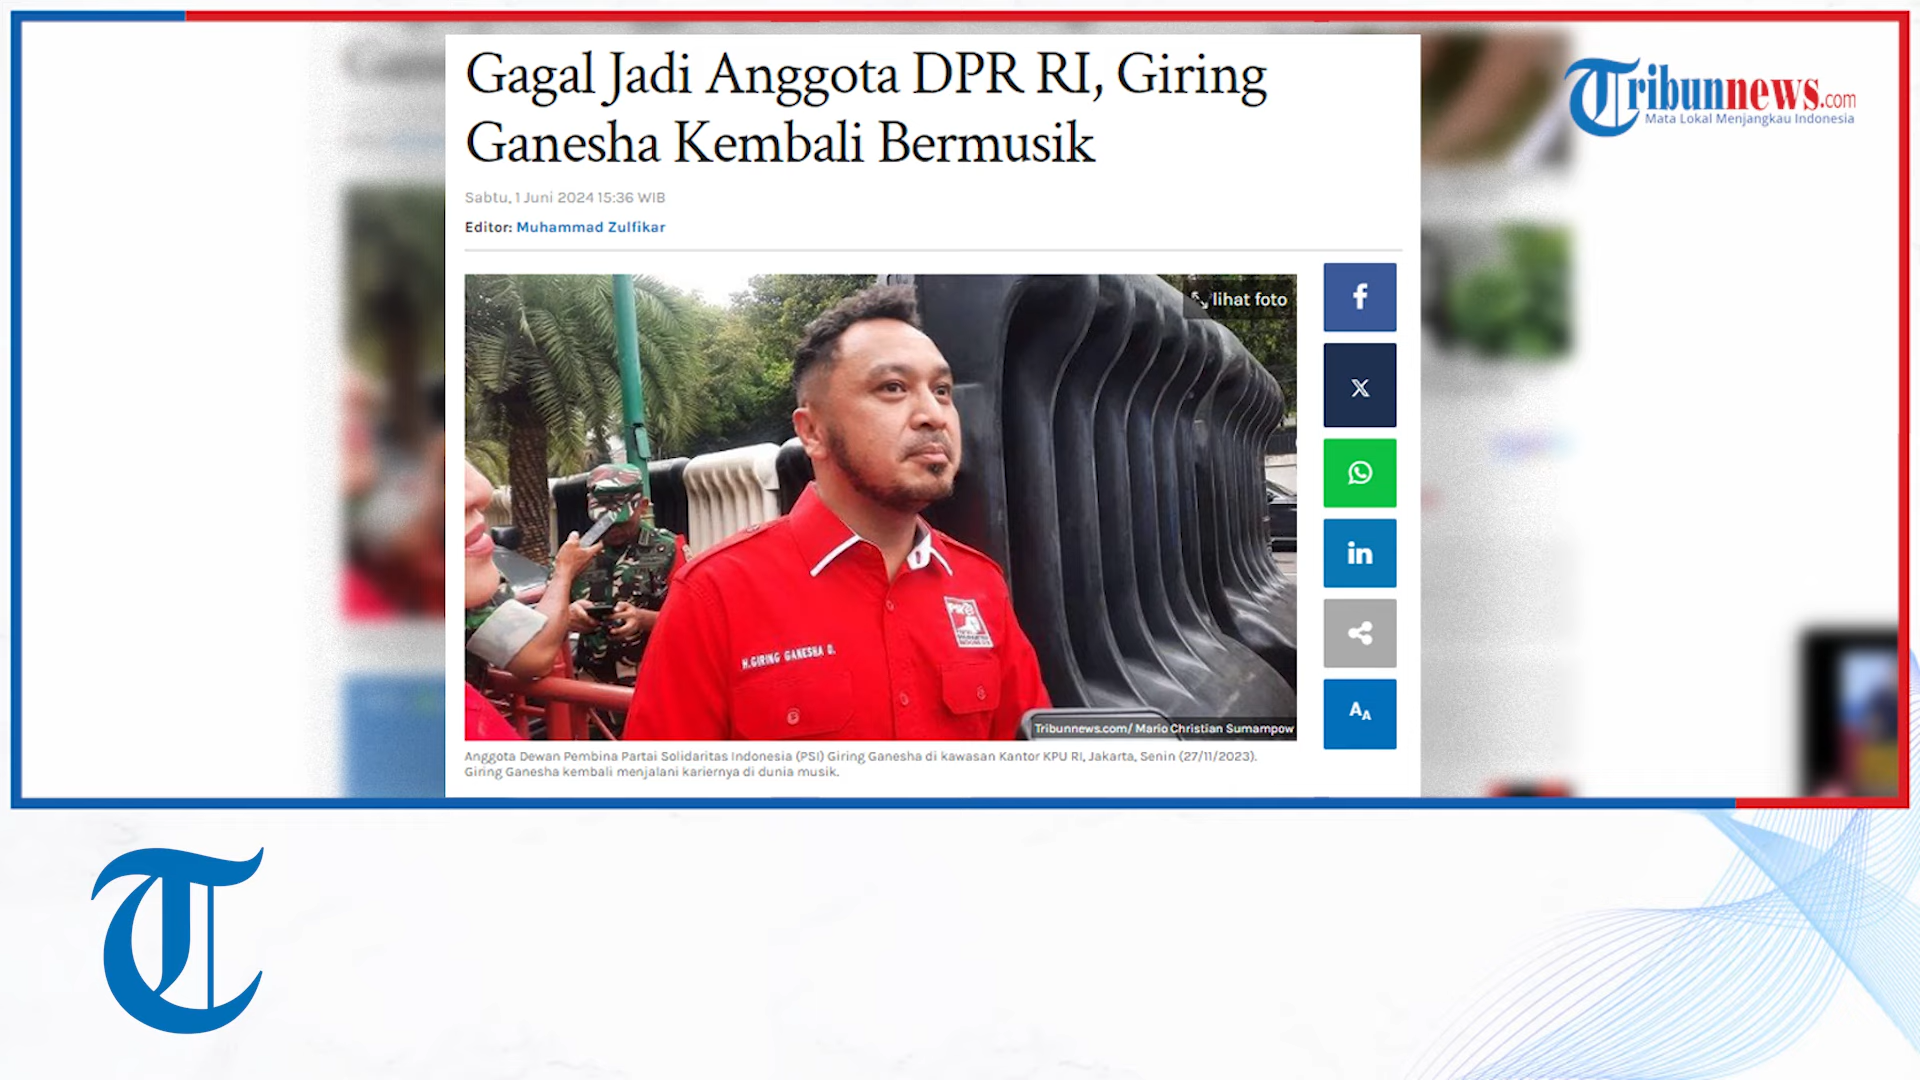 Gagal Jadi Anggota DPR RI, Giring
Ganesha Kembali Bermusik
Tribunnews.com
Mata Lokal Menjangkau Indonesia
Sabtu, 1 Juni 2024 15:36 WIB
Editor: Muhammad Zulfikar
lihat foto
H.GIRING GANESHA D.
PSI
Tribunnews.com/ Mario Christian Sumampow
Anggota Dewan Pembina Partai Solidaritas Indonesia (PSI) Giring Ganesha di kawasan Kantor KPU RI, Jakarta, Senin (27/11/2023).
Giring Ganesha kembali menjalani kariernya di dunia musik.
f
X
in
AA
T